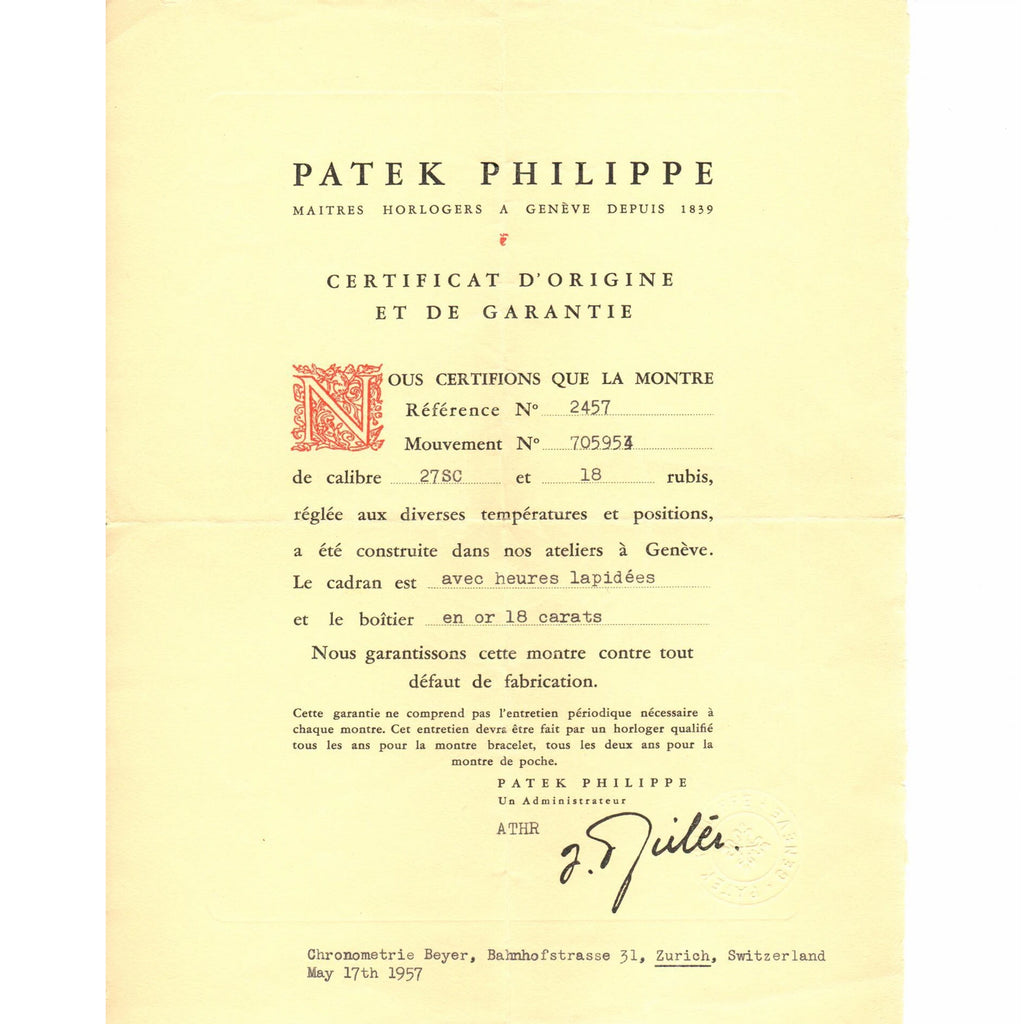 PATEK PHILIPPE
MAITRES HORLOGERS A GENÈVE DEPUIS 1839
CERTIFICAT D'ORIGINE
ET DE GARANTIE
NOUS CERTIFIONS QUE LA MONTRE
Référence Nº 2457
Mouvement Nº 705954
de calibre 27SC et 18 rubis,
réglée aux diverses températures et positions,
a été construite dans nos ateliers à Genève.
Le cadran est avec heures lapidées
et le boîtier en or 18 carats
Nous garantissons cette montre contre tout
défaut de fabrication.
Cette garantie ne comprend pas l'entretien périodique nécessaire à
chaque montre. Cet entretien devra être fait par un horloger qualifié
tous les ans pour la montre bracelet, tous les deux ans pour la
montre de poche.
PATEK PHILIPPE
Un Administrateur
ATHR
GENEVE · PATEK
Chronometrie Beyer, Bahnhofstrasse 31, Zurich, Switzerland
May 17th 1957